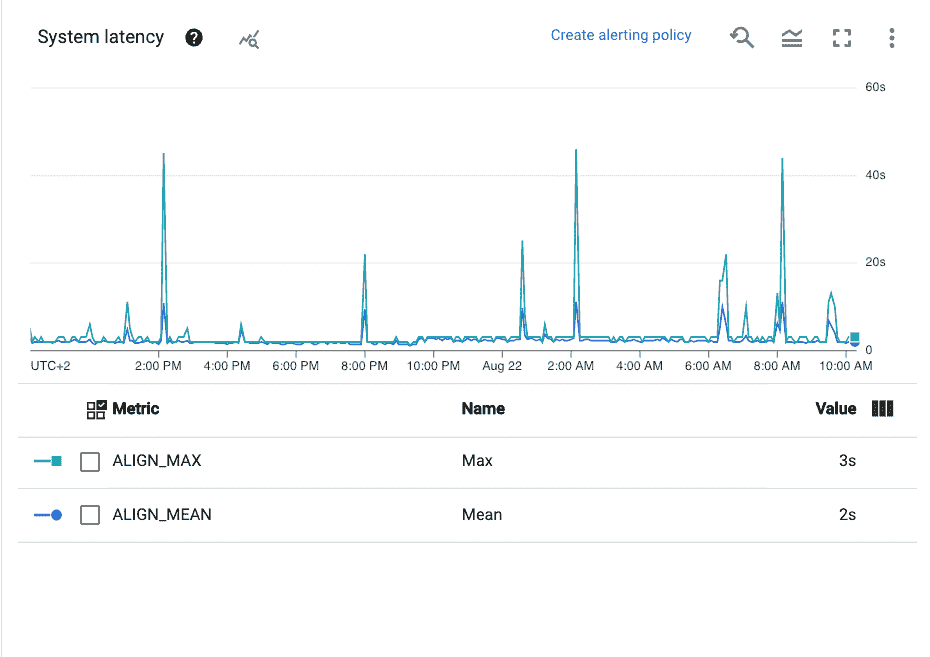 System latency ?
Create alerting policy
60s
40s
20s
0
UTC+2 2:00 PM 4:00 PM 6:00 PM 8:00 PM 10:00 PM Aug 22 2:00 AM 4:00 AM 6:00 AM 8:00 AM 10:00 AM
Metric Name Value
ALIGN_MAX Max 3s
ALIGN_MEAN Mean 2s